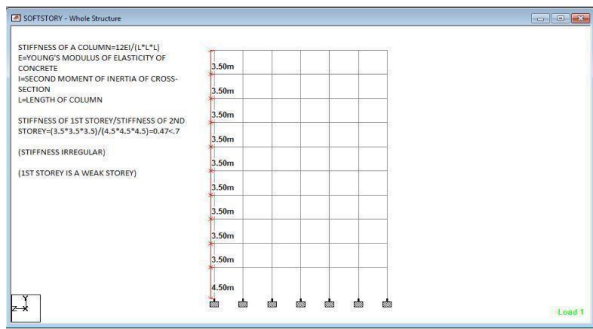 SOFTSTORY - Whole Structure
STIFFNESS OF A COLUMN=12EI/(L*L*L)
E=YOUNG'S MODULUS OF ELASTICITY OF
CONCRETE
I=SECOND MOMENT OF INERTIA OF CROSS-
SECTION
L=LENGTH OF COLUMN
STIFFNESS OF 1ST STOREY/STIFFNESS OF 2ND
STOREY=(3.5*3.5*3.5)/(4.5*4.5*4.5)=0.47<.7
(STIFFNESS IRREGULAR)
(1ST STOREY IS A WEAK STOREY)
3.50m
3.50m
3.50m
3.50m
3.50m
3.50m
3.50m
3.50m
3.50m
4.50m
Y
Z X
Load 1